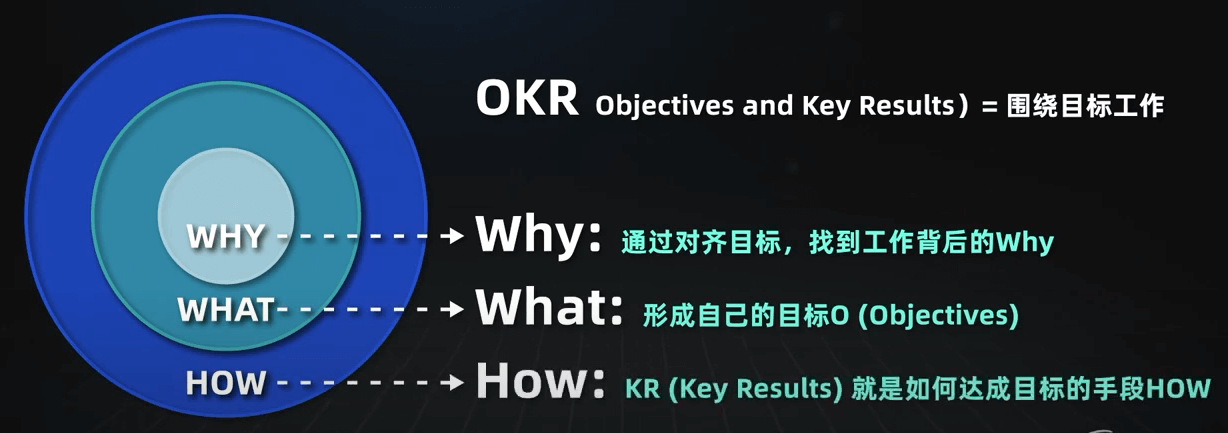 OKR Objectives and Key Results）= 围绕目标工作
WHY Why: 通过对齐目标，找到工作背后的Why
WHAT What: 形成自己的目标O (Objectives)
HOW How: KR (Key Results) 就是如何达成目标的手段HOW